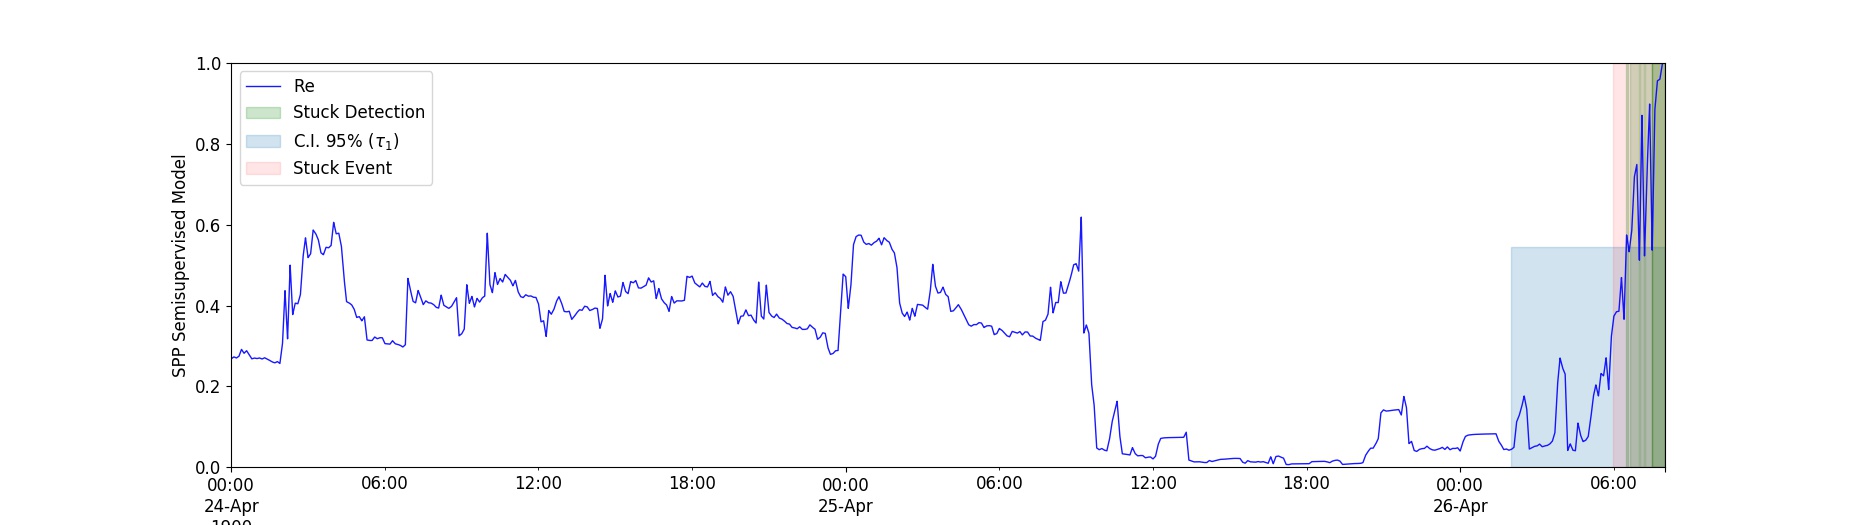 1.0
0.8
0.6
0.4
0.2
0.0
SPP Semisupervised Model
Re
Stuck Detection
C.I. 95% (τ₁)
Stuck Event
00:00 06:00 12:00 18:00 00:00 06:00 12:00 18:00 00:00 06:00
24-Apr 25-Apr 26-Apr
1900